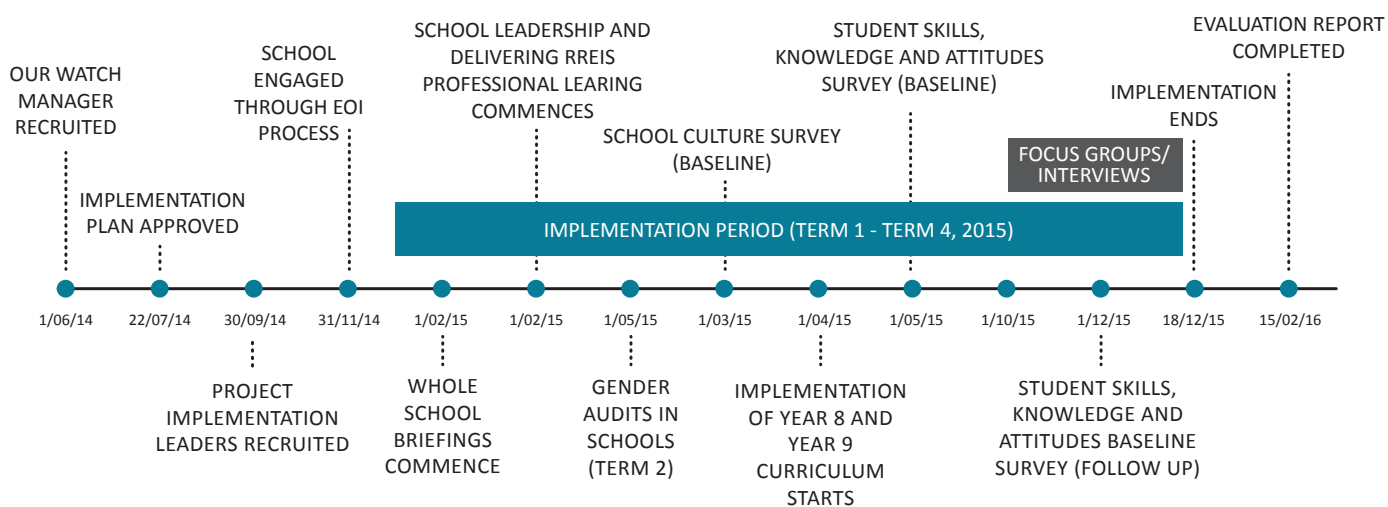 OUR WATCH
MANAGER
RECRUITED
IMPLEMENTATION
PLAN APPROVED
SCHOOL
ENGAGED
THROUGH EOI
PROCESS
SCHOOL LEADERSHIP AND
DELIVERING RREIS
PROFESSIONAL LEARING
COMMENCES
SCHOOL CULTURE SURVEY
(BASELINE)
STUDENT SKILLS,
KNOWLEDGE AND ATTITUDES
SURVEY (BASELINE)
FOCUS GROUPS/
INTERVIEWS
IMPLEMENTATION
ENDS
EVALUATION REPORT
COMPLETED
IMPLEMENTATION PERIOD (TERM 1 - TERM 4, 2015)
1/06/14
22/07/14
30/09/14
31/11/14
1/02/15
1/02/15
1/05/15
1/03/15
1/04/15
1/05/15
1/10/15
1/12/15
18/12/15
15/02/16
PROJECT
IMPLEMENTATION
LEADERS RECRUITED
WHOLE
SCHOOL
BRIEFINGS
COMMENCE
GENDER
AUDITS IN
SCHOOLS
(TERM 2)
IMPLEMENTATION
OF YEAR 8 AND
YEAR 9
CURRICULUM
STARTS
STUDENT SKILLS,
KNOWLEDGE AND
ATTITUDES BASELINE
SURVEY (FOLLOW UP)